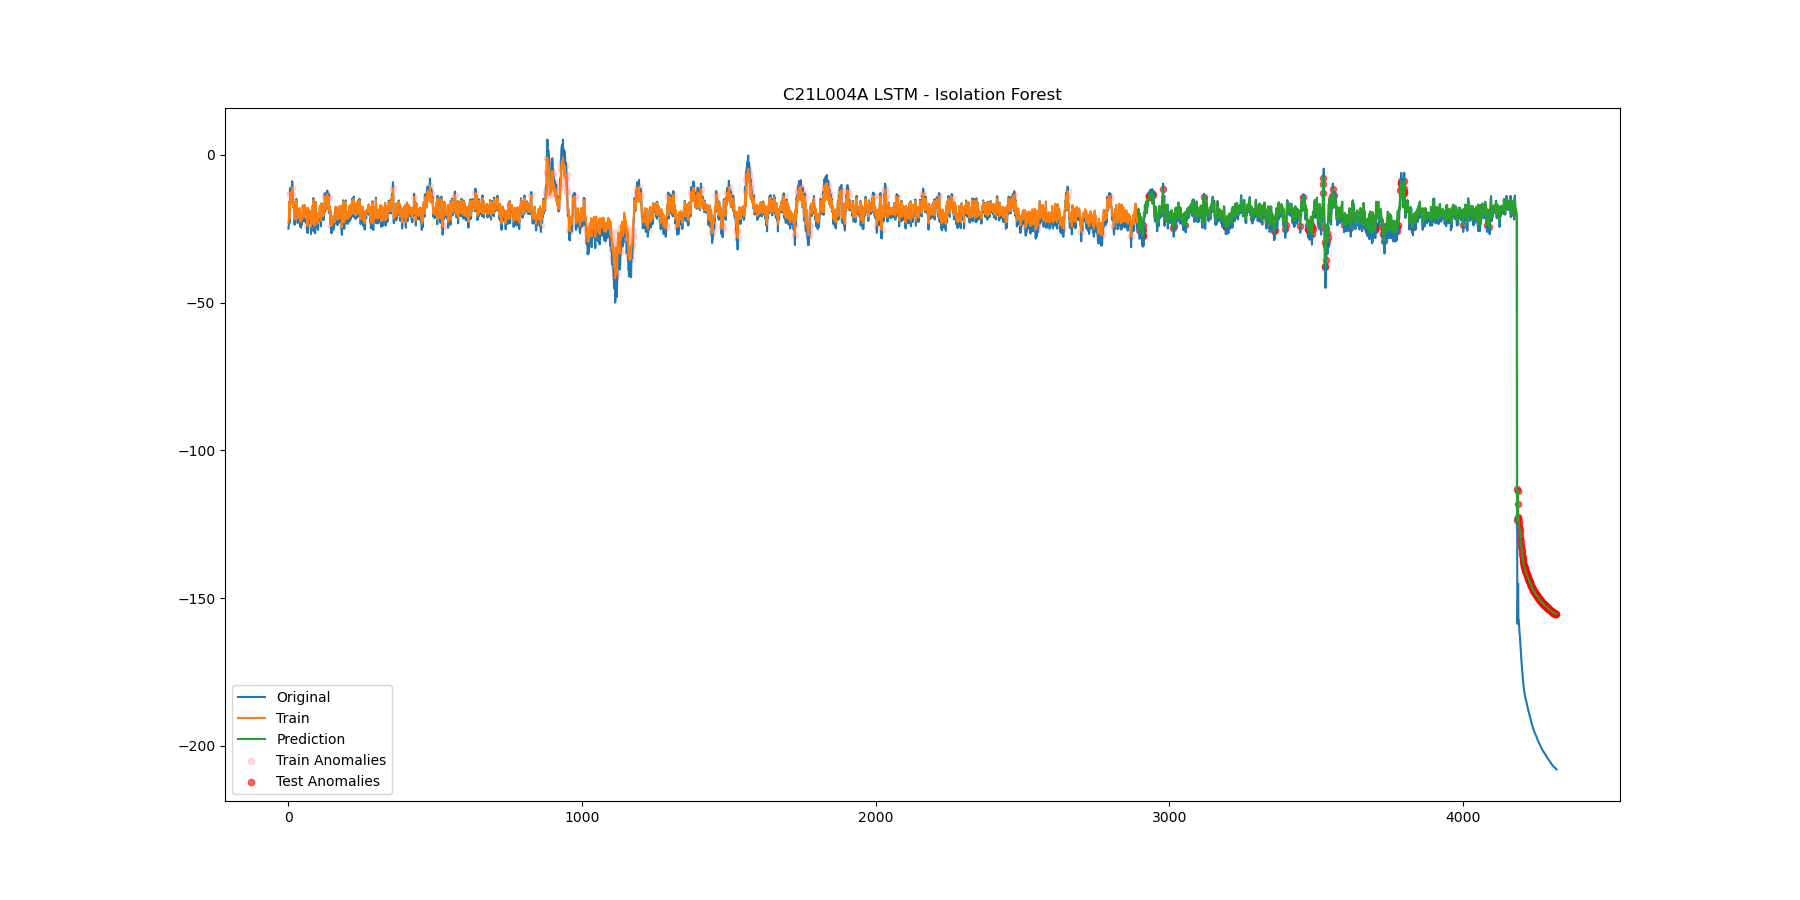 C21L004A LSTM - Isolation Forest
0
−50
−100
−150
−200
Original
Train
Prediction
Train Anomalies
Test Anomalies
0 1000 2000 3000 4000